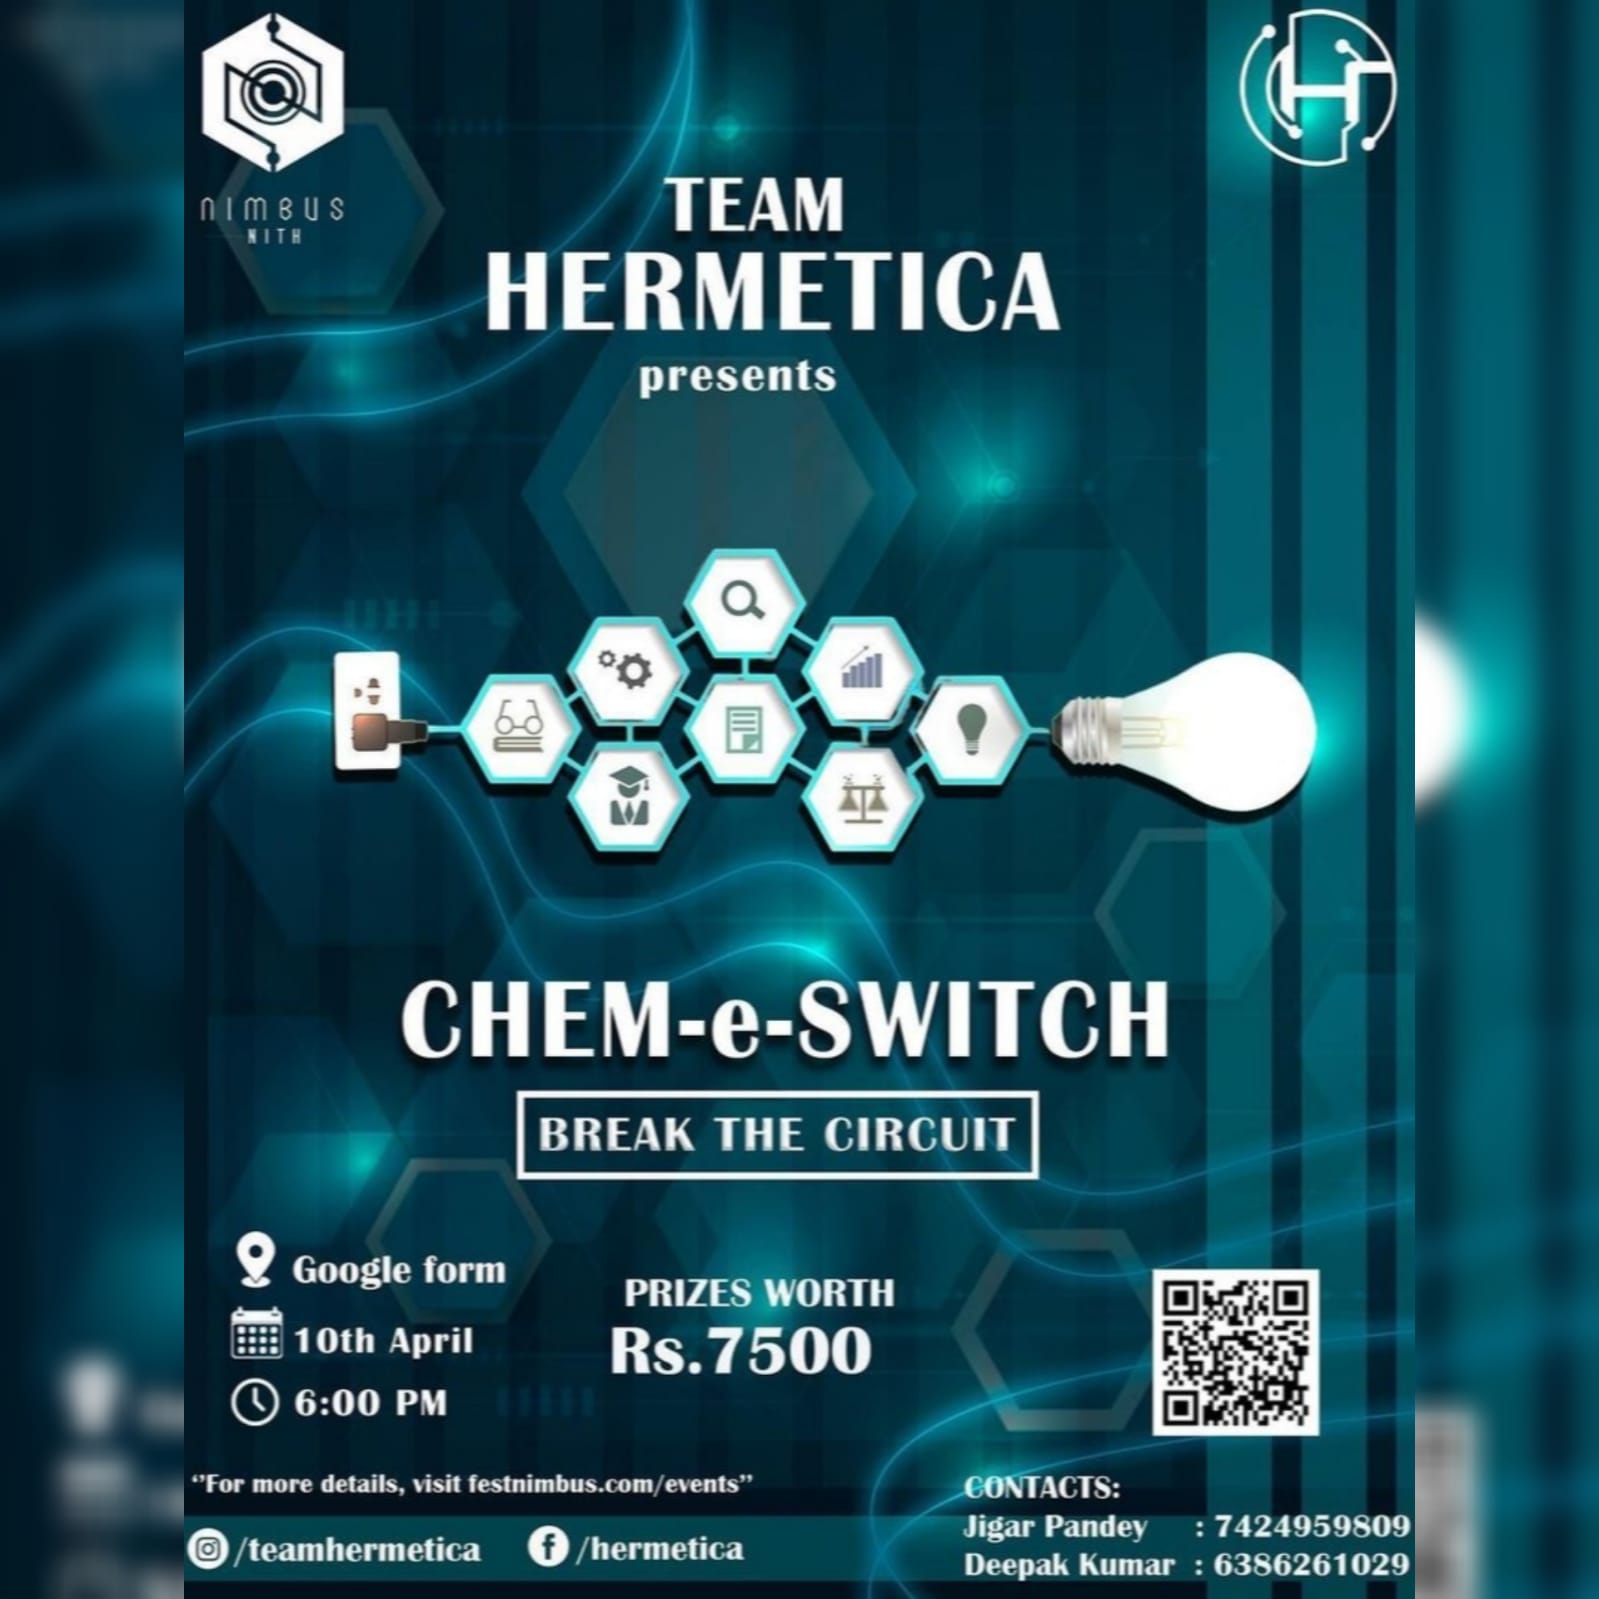 NIMBUS
NITH
TEAM
HERMETICA
presents
CHEM-e-SWITCH
BREAK THE CIRCUIT
Google form
10th April
6:00 PM
PRIZES WORTH
Rs.7500
‘’For more details, visit festnimbus.com/events’’
/teamhermetica
/hermetica
CONTACTS:
Jigar Pandey : 7424959809
Deepak Kumar : 6386261029